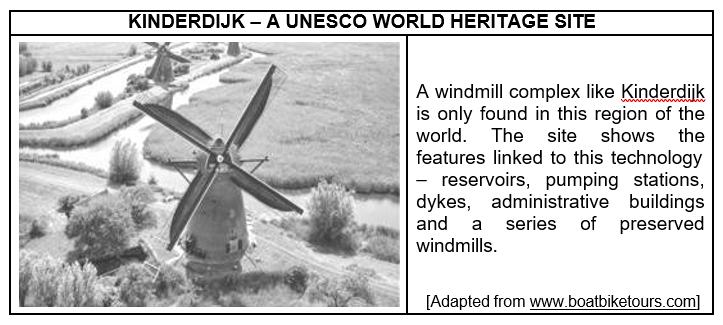 KINDERDIJK – A UNESCO WORLD HERITAGE SITE
A windmill complex like Kinderdijk
is only found in this region of the
world. The site shows the
features linked to this technology
– reservoirs, pumping stations,
dykes, administrative buildings
and a series of preserved
windmills.
[Adapted from www.boatbiketours.com]